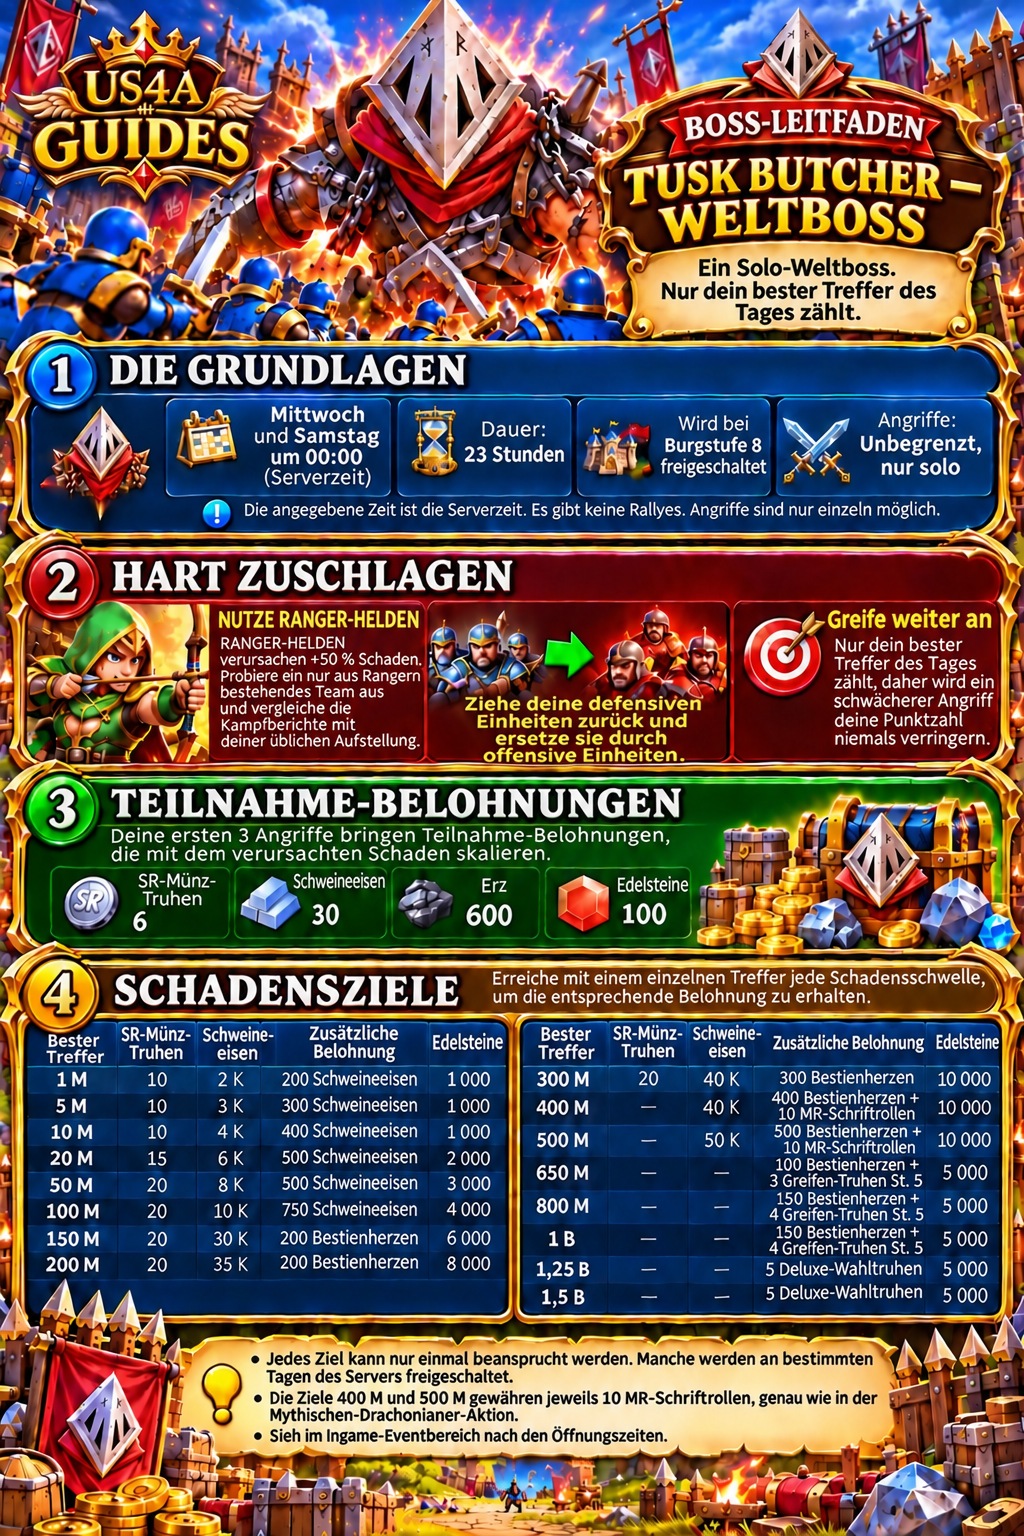 US4A
GUIDES
BOSS-LEITFADEN
TUSK BUTCHER –
WELTBOSS
Ein Solo-Weltboss.
Nur dein bester Treffer des
Tages zählt.
1 DIE GRUNDLAGEN
Mittwoch
und Samstag
um 00:00
(Serverzeit)
Dauer:
23 Stunden
Wird bei
Burgstufe 8
freigeschaltet
Angriffe:
Unbegrenzt,
nur solo
! Die angegebene Zeit ist die Serverzeit. Es gibt keine Rallyes. Angriffe sind nur einzeln möglich.
2 HART ZUSCHLAGEN
NUTZE RANGER-HELDEN
RANGER-HELDEN
verursachen +50 % Schaden.
Probiere ein nur aus Rangern
bestehendes Team aus
und vergleiche die
Kampfberichte mit
deiner üblichen Aufstellung.
Ziehe deine defensiven
Einheiten zurück und
ersetze sie durch
offensive Einheiten.
Greife weiter an
Nur dein bester
Treffer des Tages
zählt, daher wird ein
schwächerer Angriff
deine Punktzahl
niemals verringern.
3 TEILNAHME-BELOHNUNGEN
Deine ersten 3 Angriffe bringen Teilnahme-Belohnungen,
die mit dem verursachten Schaden skalieren.
SR
SR-Münz-
Truhen
6
Schweineeisen
30
Erz
600
Edelsteine
100
4 SCHADENSZIELE
Erreiche mit einem einzelnen Treffer jede Schadensschwelle,
um die entsprechende Belohnung zu erhalten.
Bester Treffer SR-Münz-Truhen Schweine-eisen Zusätzliche Belohnung Edelsteine
1 M 10 2 K 200 Schweineeisen 1 000
5 M 10 3 K 300 Schweineeisen 1 000
10 M 10 4 K 400 Schweineeisen 1 000
20 M 15 6 K 500 Schweineeisen 2 000
50 M 20 8 K 500 Schweineeisen 3 000
100 M 20 10 K 750 Schweineeisen 4 000
150 M 20 30 K 200 Bestienherzen 6 000
200 M 20 35 K 200 Bestienherzen 8 000
Bester Treffer SR-Münz-Truhen Schweine-eisen Zusätzliche Belohnung Edelsteine
300 M 20 40 K 300 Bestienherzen 10 000
400 M — 40 K 400 Bestienherzen + 10 MR-Schriftrollen 10 000
500 M — 50 K 500 Bestienherzen + 10 MR-Schriftrollen 10 000
650 M — — 100 Bestienherzen + 3 Greifen-Truhen St. 5 5 000
800 M — — 150 Bestienherzen + 4 Greifen-Truhen St. 5 5 000
1 B — — 150 Bestienherzen + 4 Greifen-Truhen St. 5 5 000
1,25 B — — 5 Deluxe-Wahltruhen 5 000
1,5 B — — 5 Deluxe-Wahltruhen 5 000
• Jedes Ziel kann nur einmal beansprucht werden. Manche werden an bestimmten
Tagen des Servers freigeschaltet.
• Die Ziele 400 M und 500 M gewähren jeweils 10 MR-Schriftrollen, genau wie in der
Mythischen-Drachonianer-Aktion.
• Sieh im Ingame-Eventbereich nach den Öffnungszeiten.